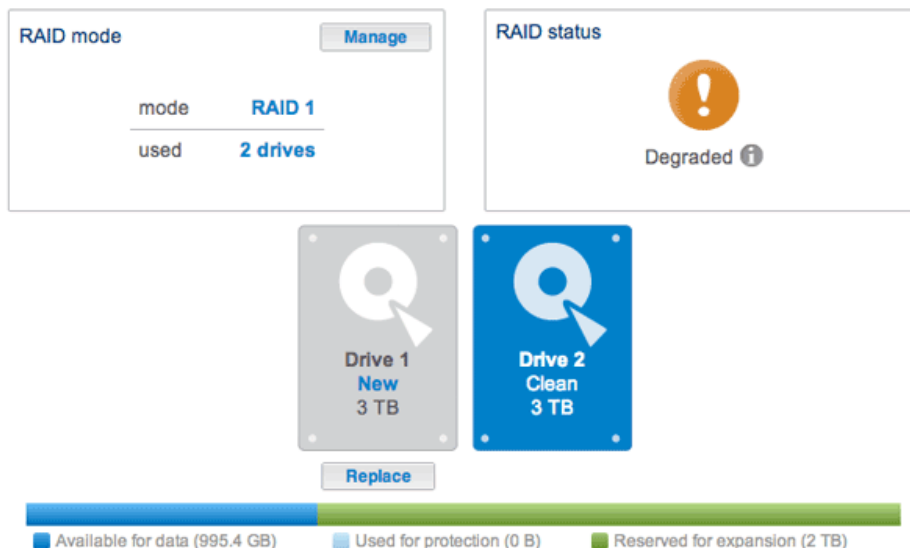 RAID mode
Manage
mode RAID 1
used 2 drives
RAID status
Degraded
Drive 1
New
3 TB
Replace
Drive 2
Clean
3 TB
Available for data (995.4 GB) Used for protection (0 B) Reserved for expansion (2 TB)